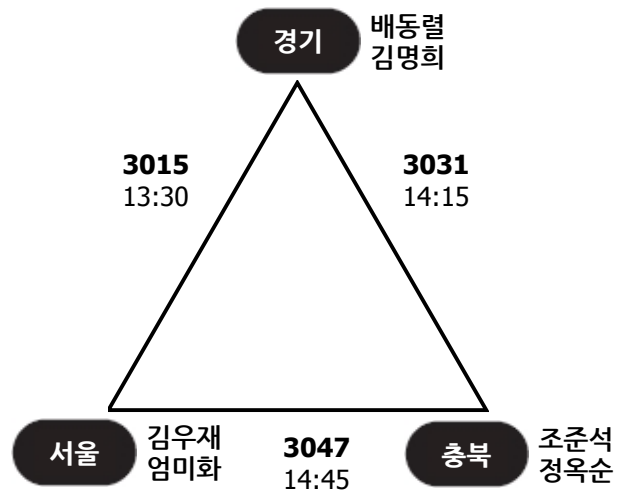 경기
배동렬
김명희
3015
13:30
3031
14:15
서울
김우재
엄미화
3047
14:45
충북
조준석
정옥순